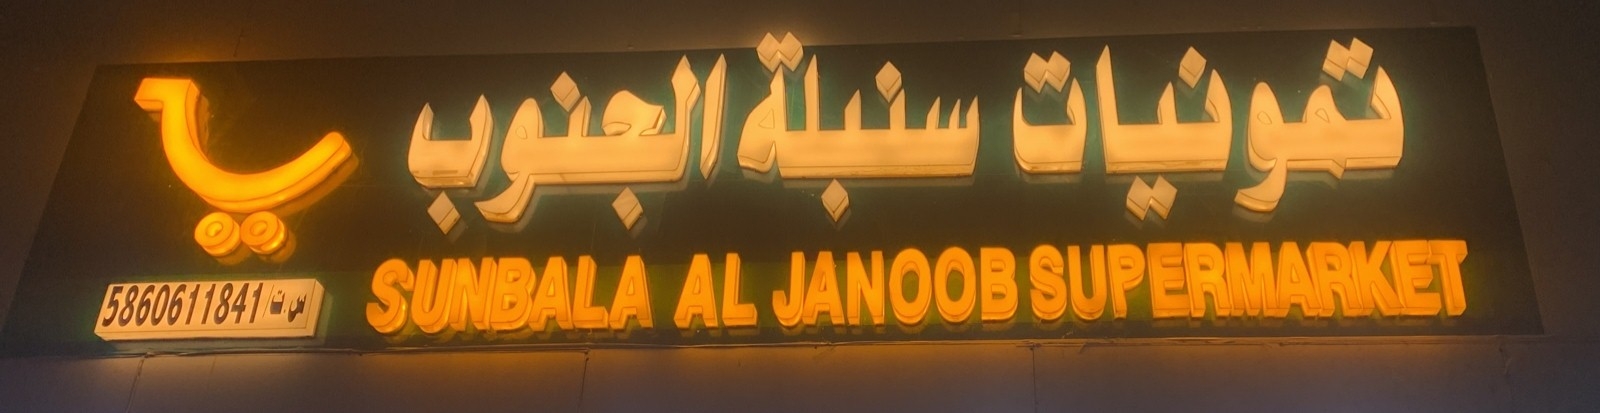 تموينات سنبلة الجنوب
SUNBALA AL JANOOB SUPERMARKET
5860611841/س.ت